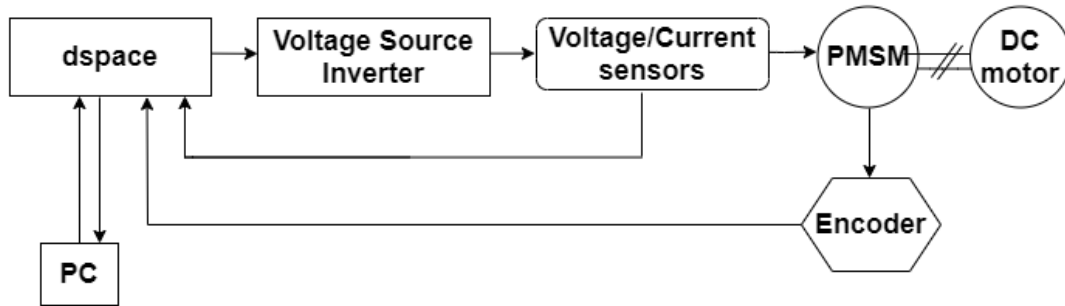 dspace
Voltage Source
Inverter
Voltage/Current
sensors
PMSM
DC
motor
Encoder
PC